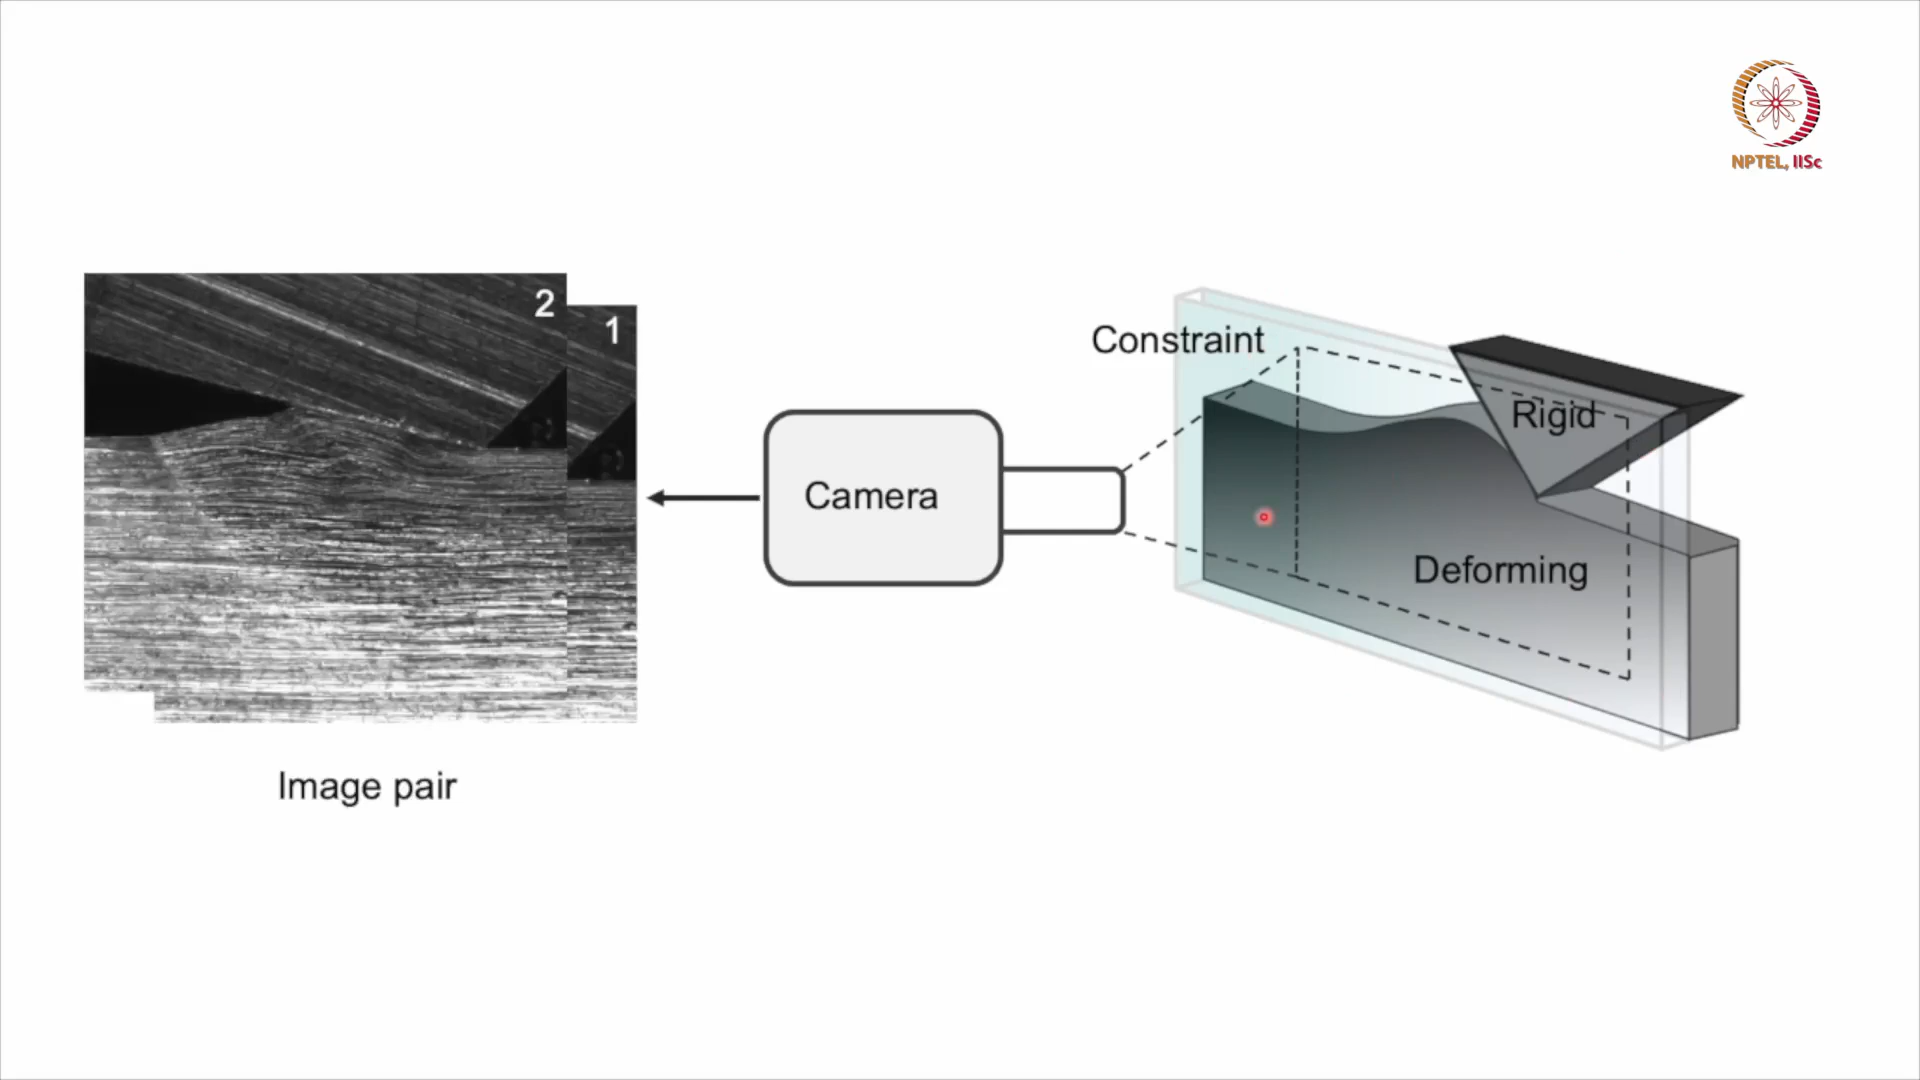 NPTEL, IISc
2
1
Constraint
Rigid
Camera
Deforming
Image pair